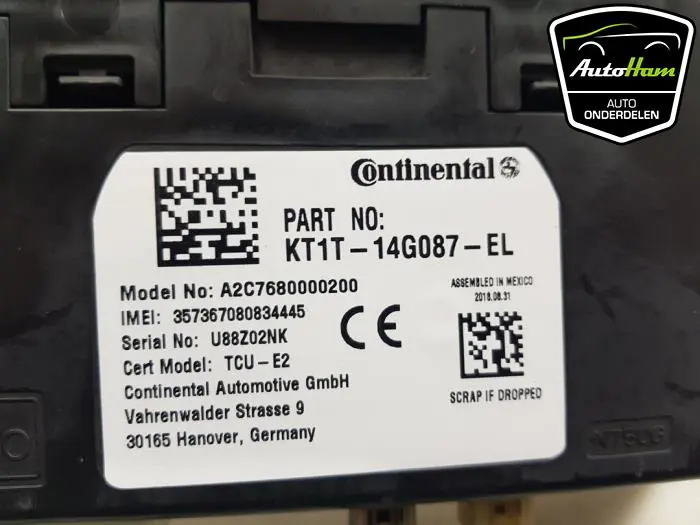 AutoHam
AUTO
ONDERDELEN
Continental
PART NO:
KT1T-14G087-EL
Model No: A2C7680000200
IMEI: 357367080834445
Serial No: U88Z02NK
Cert Model: TCU-E2
Continental Automotive GmbH
Vahrenwalder Strasse 9
30165 Hanover, Germany
CE
ASSEMBLED IN MEXICO
2018.08.31
SCRAP IF DROPPED